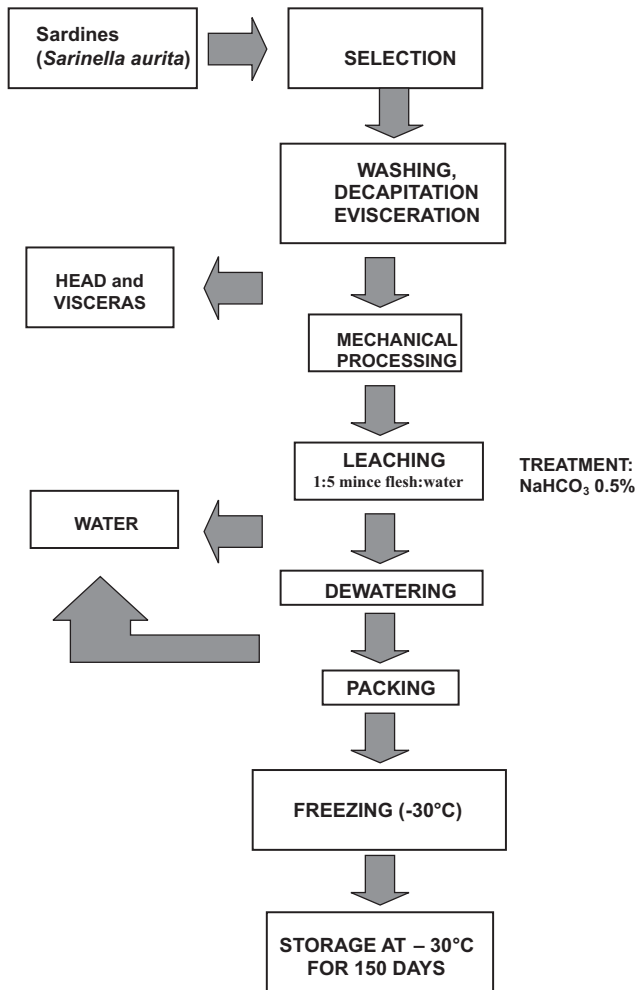 Sardines
(Sarinella aurita)
SELECTION
WASHING,
DECAPITATION
EVISCERATION
HEAD and
VISCERAS
MECHANICAL
PROCESSING
LEACHING
1:5 mince flesh:water
TREATMENT:
NaHCO₃ 0.5%
WATER
DEWATERING
PACKING
FREEZING (-30°C)
STORAGE AT – 30°C
FOR 150 DAYS